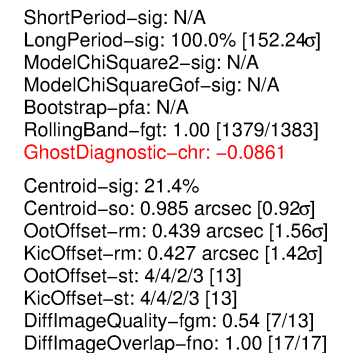 ShortPeriod−sig: N/A
LongPeriod−sig: 100.0% [152.24σ]
ModelChiSquare2−sig: N/A
ModelChiSquareGof−sig: N/A
Bootstrap−pfa: N/A
RollingBand−fgt: 1.00 [1379/1383]
GhostDiagnostic−chr: −0.0861
Centroid−sig: 21.4%
Centroid−so: 0.985 arcsec [0.92σ]
OotOffset−rm: 0.439 arcsec [1.56σ]
KicOffset−rm: 0.427 arcsec [1.42σ]
OotOffset−st: 4/4/2/3 [13]
KicOffset−st: 4/4/2/3 [13]
DiffImageQuality−fgm: 0.54 [7/13]
DiffImageOverlap−fno: 1.00 [17/17]